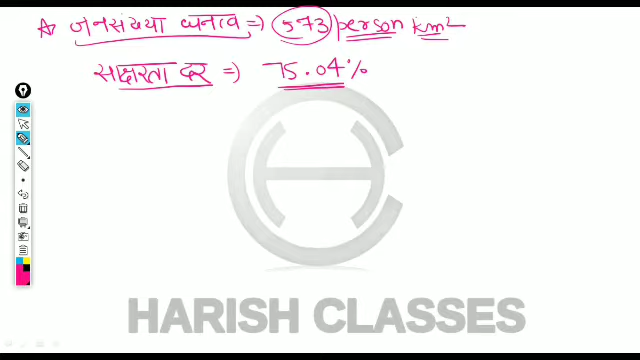 जनसंख्या घनत्व => 573 person km²
साक्षरता दर => 75.04%
HARISH CLASSES